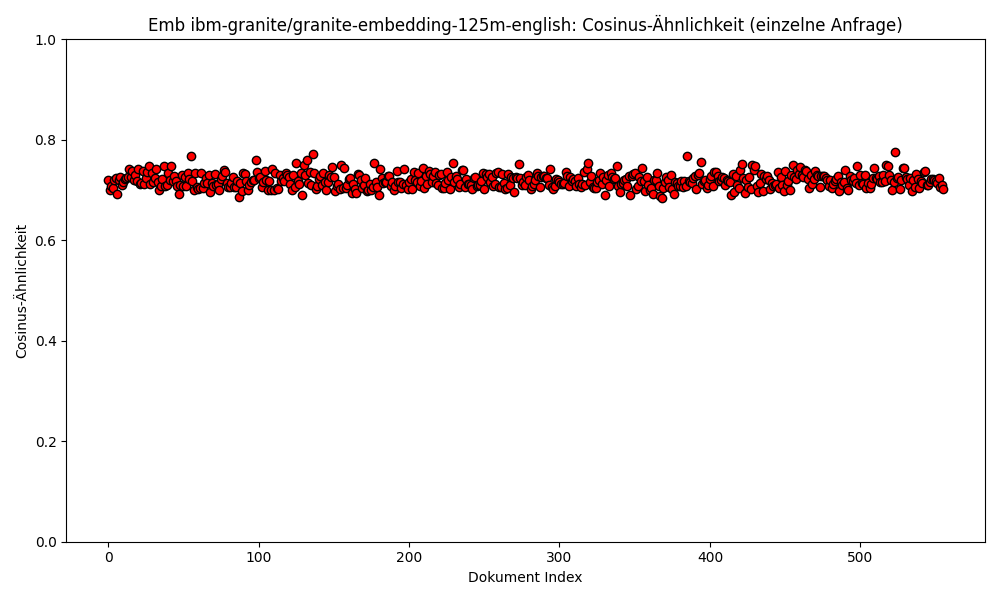 Emb ibm-granite/granite-embedding-125m-english: Cosinus-Ähnlichkeit (einzelne Anfrage)
1.0
0.8
0.6
0.4
0.2
0.0
Cosinus-Ähnlichkeit
0 100 200 300 400 500
Dokument Index